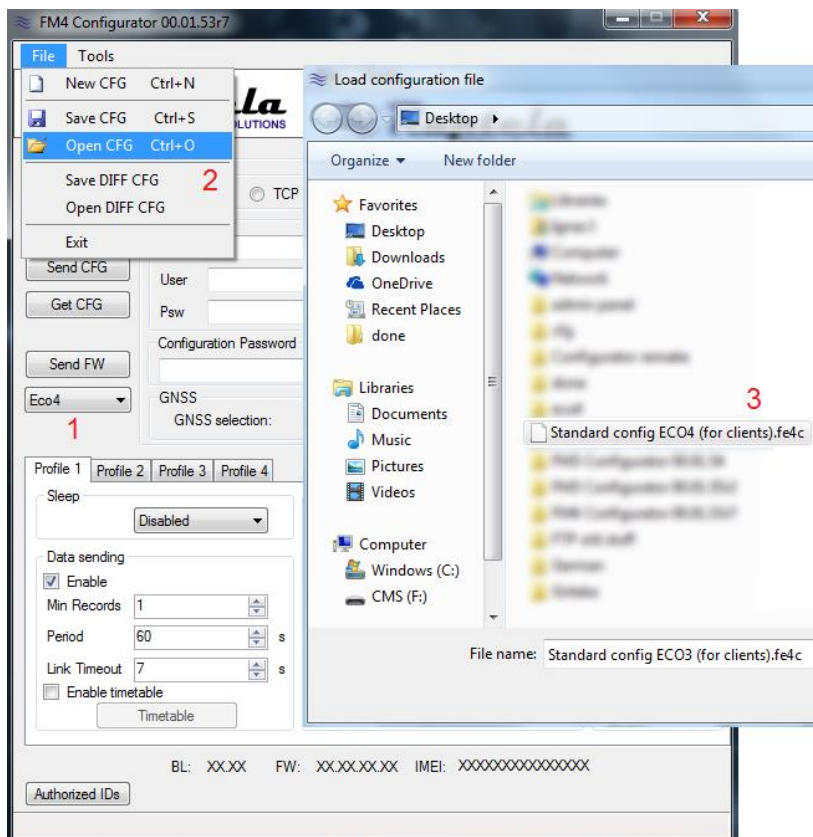 FM4 Configurator 00.01.53r7
File Tools
New CFG Ctrl+N
Save CFG Ctrl+S
Open CFG Ctrl+O
Save DIFF CFG
Open DIFF CFG
Exit
2
TCP
Send CFG
Get CFG
Send FW
Eco4
1
User
Psw
Configuration Password
GNSS
GNSS selection:
Profile 1 Profile 2 Profile 3 Profile 4
Sleep
Disabled
Data sending
Enable
Min Records 1
Period 60 s
Link Timeout 7 s
Enable timetable
Timetable
BL: XX.XX FW: XX.XX.XX.XX IMEI: XXXXXXXXXXXXXXX
Authorized IDs
Load configuration file
Desktop
Organize New folder
Favorites
Desktop
Downloads
OneDrive
Recent Places
done
Libraries
Documents
Music
Pictures
Videos
Computer
Windows (C:)
CMS (F:)
3
Standard config ECO4 (for clients).fe4c
File name: Standard config ECO3 (for clients).fe4c